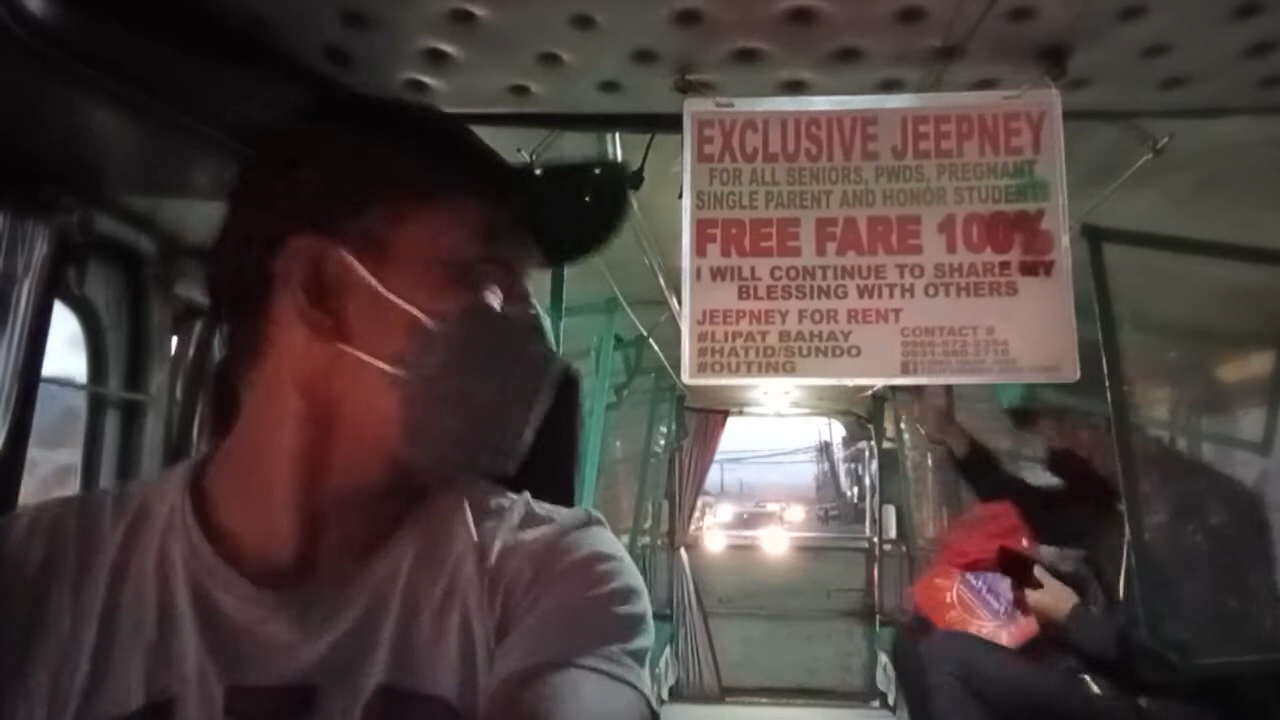 EXCLUSIVE JEEPNEY
FOR ALL SENIORS, PWDS, PREGNANT
SINGLE PARENT AND HONOR STUDENTS
FREE FARE 100%
I WILL CONTINUE TO SHARE MY
BLESSING WITH OTHERS
JEEPNEY FOR RENT
#LIPAT BAHAY
#HATID/SUNDO
#OUTING
CONTACT #